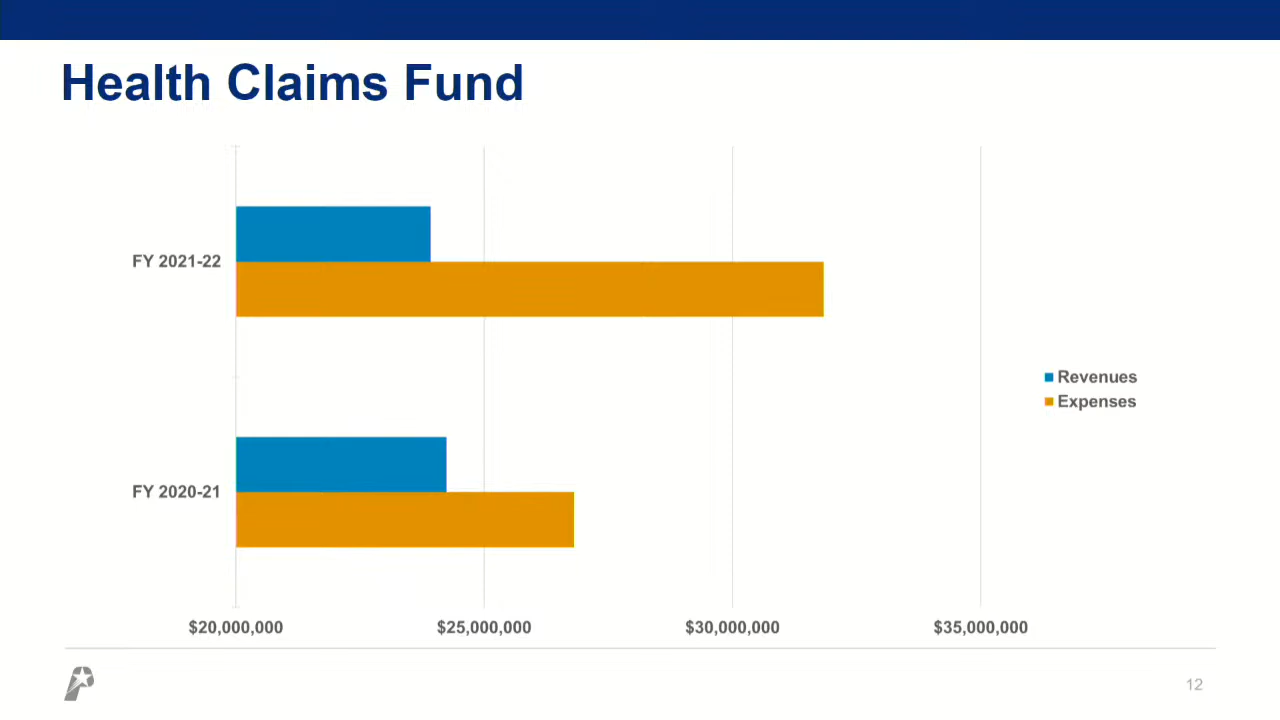 Health Claims Fund
FY 2021-22
Revenues
Expenses
FY 2020-21
$20,000,000 $25,000,000 $30,000,000 $35,000,000
12